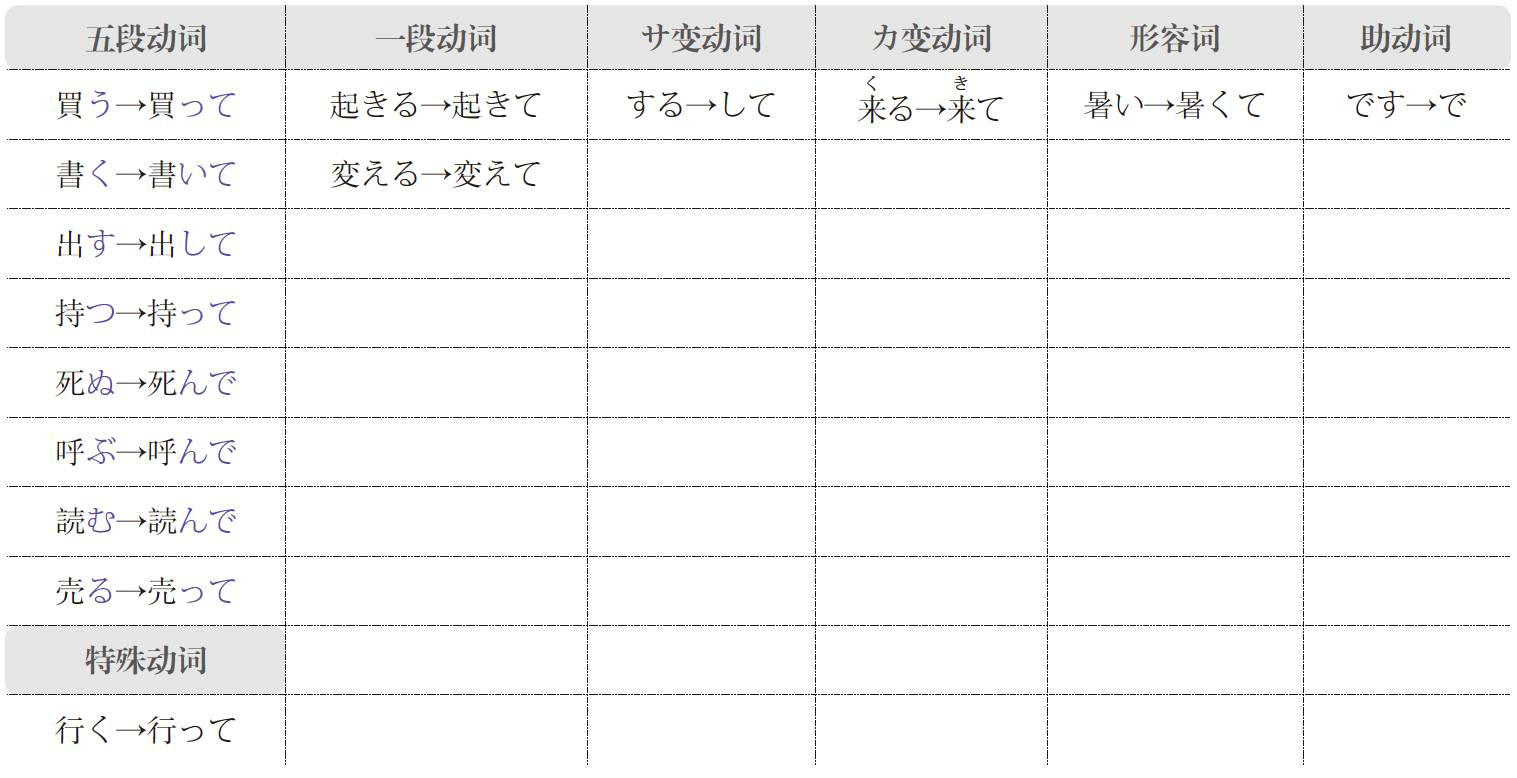 五段动词 一段动词 サ变动词 カ变动词 形容词 助动词
く き
買う→買って 起きる→起きて する→して 来る→来て 暑い→暑くて です→で
書く→書いて 変える→変えて
出す→出して
持つ→持って
死ぬ→死んで
呼ぶ→呼んで
読む→読んで
売る→売って
特殊动词
行く→行って